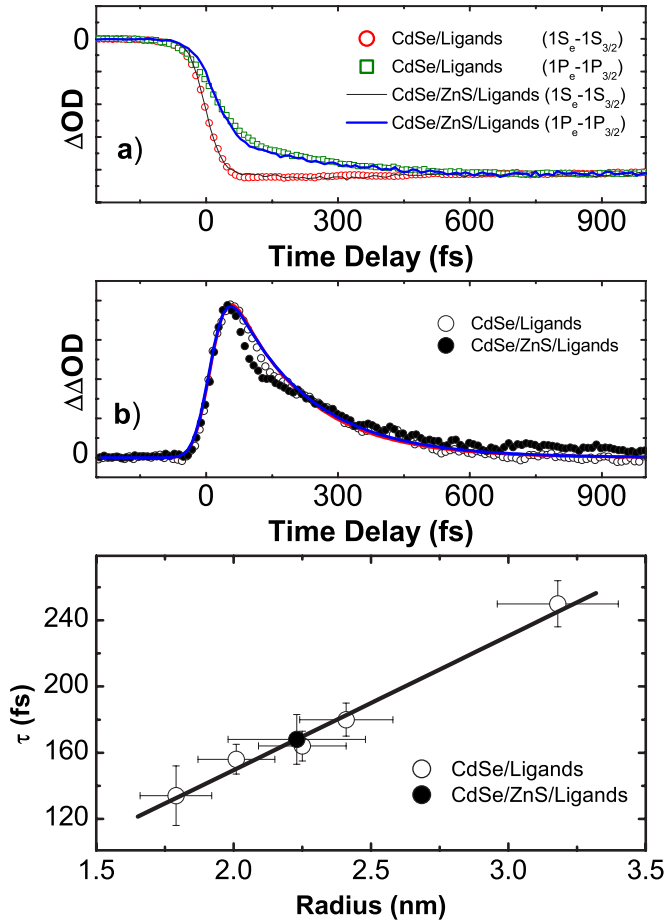 0
ΔOD
a)
CdSe/Ligands (1Se-1S3/2)
CdSe/Ligands (1Pe-1P3/2)
CdSe/ZnS/Ligands (1Se-1S3/2)
CdSe/ZnS/Ligands (1Pe-1P3/2)
0 300 600 900
Time Delay (fs)
ΔΔOD
b)
0
CdSe/Ligands
CdSe/ZnS/Ligands
0 300 600 900
Time Delay (fs)
240
200
160
120
τ (fs)
CdSe/Ligands
CdSe/ZnS/Ligands
1.5 2.0 2.5 3.0 3.5
Radius (nm)